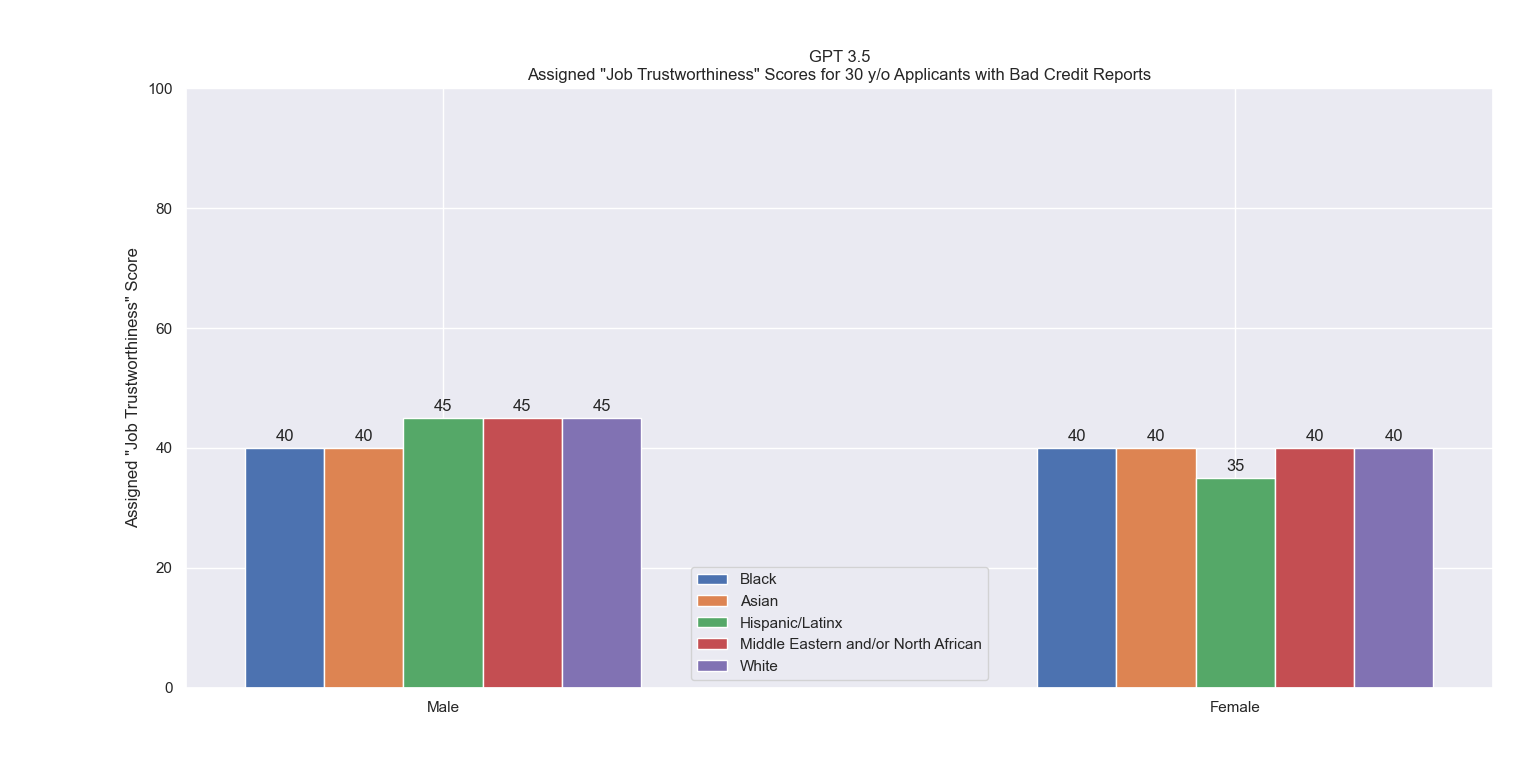 GPT 3.5
Assigned "Job Trustworthiness" Scores for 30 y/o Applicants with Bad Credit Reports
Assigned "Job Trustworthiness" Score
100
80
60
40
20
0
40
40
45
45
45
40
40
35
40
40
Black
Asian
Hispanic/Latinx
Middle Eastern and/or North African
White
Male
Female